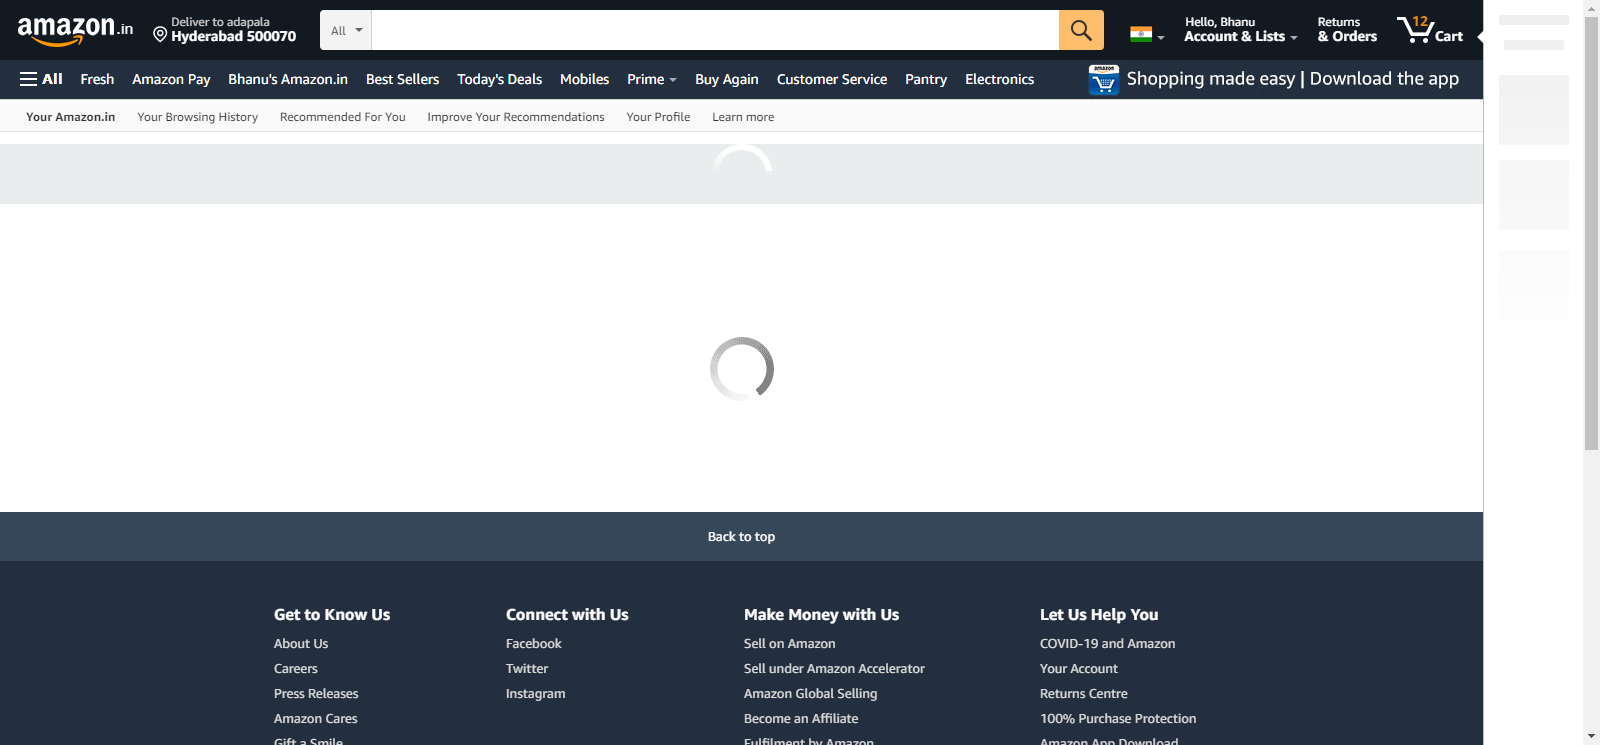 amazon.in
Deliver to adapala
Hyderabad 500070
All
Hello, Bhanu
Account & Lists
Returns
& Orders
12
Cart
All Fresh Amazon Pay Bhanu's Amazon.in Best Sellers Today's Deals Mobiles Prime Buy Again Customer Service Pantry Electronics
amazon
Shopping made easy | Download the app
Your Amazon.in Your Browsing History Recommended For You Improve Your Recommendations Your Profile Learn more
Back to top
Get to Know Us
About Us
Careers
Press Releases
Amazon Cares
Gift a Smile
Connect with Us
Facebook
Twitter
Instagram
Make Money with Us
Sell on Amazon
Sell under Amazon Accelerator
Amazon Global Selling
Become an Affiliate
Fulfilment by Amazon
Let Us Help You
COVID-19 and Amazon
Your Account
Returns Centre
100% Purchase Protection
Amazon App Download